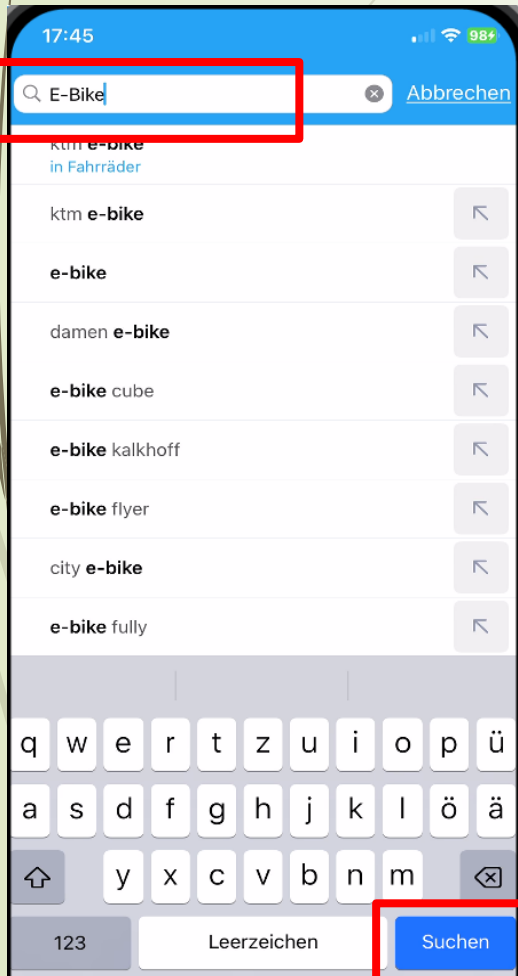 17:45
98
E-Bike
Abbrechen
ktm e-bike
in Fahrräder
ktm e-bike
e-bike
damen e-bike
e-bike cube
e-bike kalkhoff
e-bike flyer
city e-bike
e-bike fully
q w e r t z u i o p ü
a s d f g h j k l ö ä
y x c v b n m
123 Leerzeichen Suchen